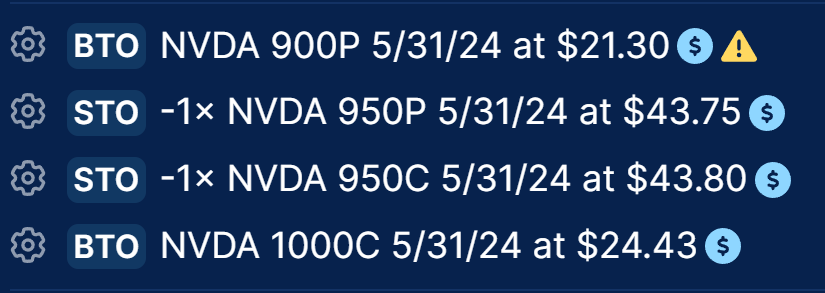 BTO NVDA 900P 5/31/24 at $21.30 $
STO -1× NVDA 950P 5/31/24 at $43.75 $
STO -1× NVDA 950C 5/31/24 at $43.80 $
BTO NVDA 1000C 5/31/24 at $24.43 $